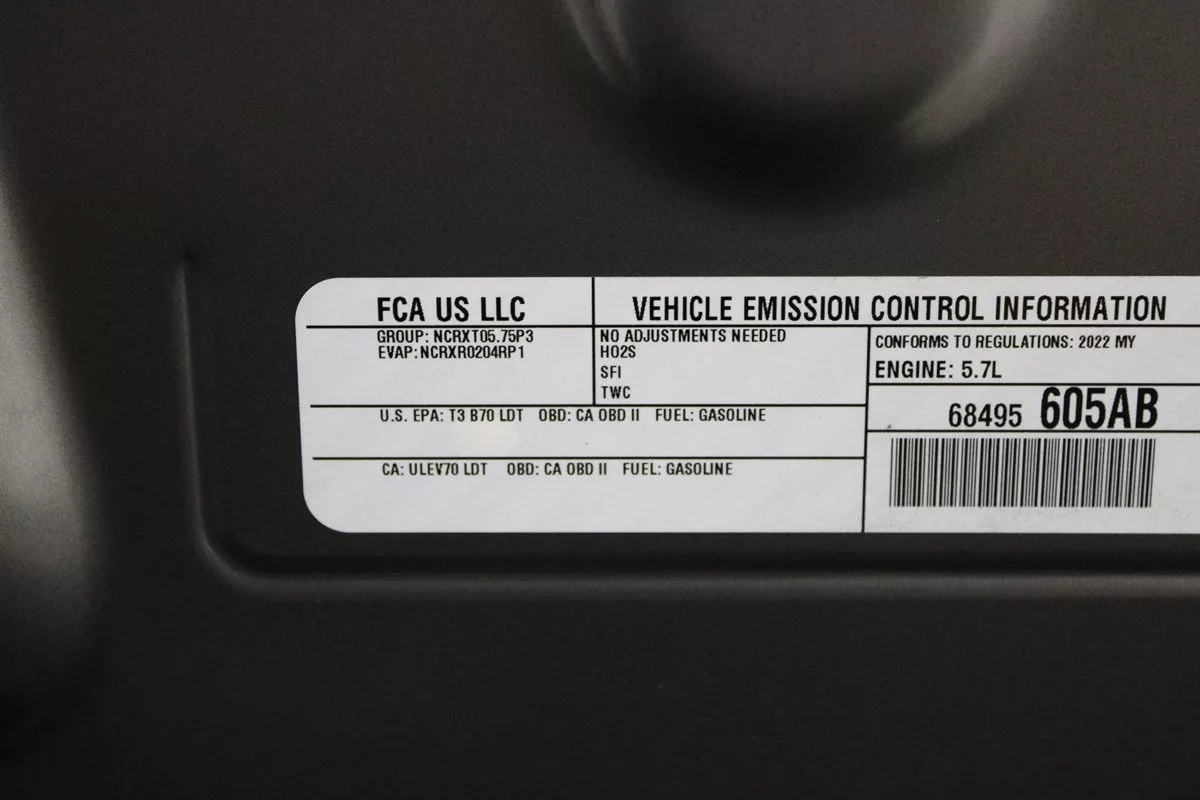 FCA US LLC
VEHICLE EMISSION CONTROL INFORMATION
GROUP: NCRXT05.75P3
EVAP: NCRXR0204RP1
NO ADJUSTMENTS NEEDED
HO2S
SFI
TWC
CONFORMS TO REGULATIONS: 2022 MY
ENGINE: 5.7L
68495 605AB
U.S. EPA: T3 B70 LDT OBD: CA OBD II FUEL: GASOLINE
CA: ULEV70 LDT OBD: CA OBD II FUEL: GASOLINE